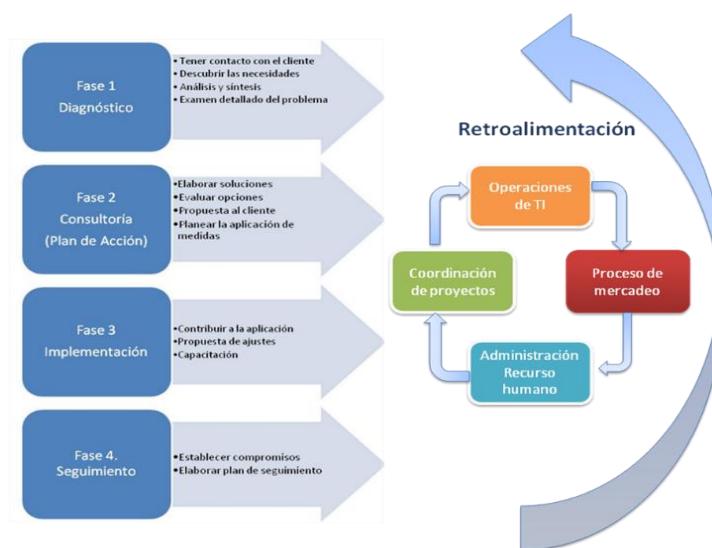 Fase 1
Diagnóstico
•Tener contacto con el cliente
•Descubrir las necesidades
•Análisis y síntesis
•Examen detallado del problema
Fase 2
Consultoría
(Plan de Acción)
•Elaborar soluciones
•Evaluar opciones
•Propuesta al cliente
•Planear la aplicación de
medidas
Fase 3
Implementación
•Contribuir a la aplicación
•Propuesta de ajustes
•Capacitación
Fase 4.
Seguimiento
•Establecer compromisos
•Elaborar plan de seguimiento
Retroalimentación
Operaciones
de TI
Coordinación
de proyectos
Proceso de
mercadeo
Administración
Recurso
humano